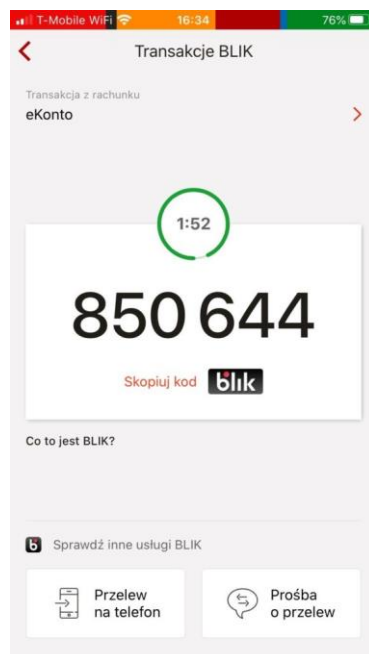 T-Mobile WiFi 16:34 76%
Transakcje BLIK
Transakcja z rachunku
eKonto
1:52
850 644
Skopiuj kod blik
Co to jest BLIK?
b Sprawdź inne usługi BLIK
Przelew
na telefon
Prośba
o przelew